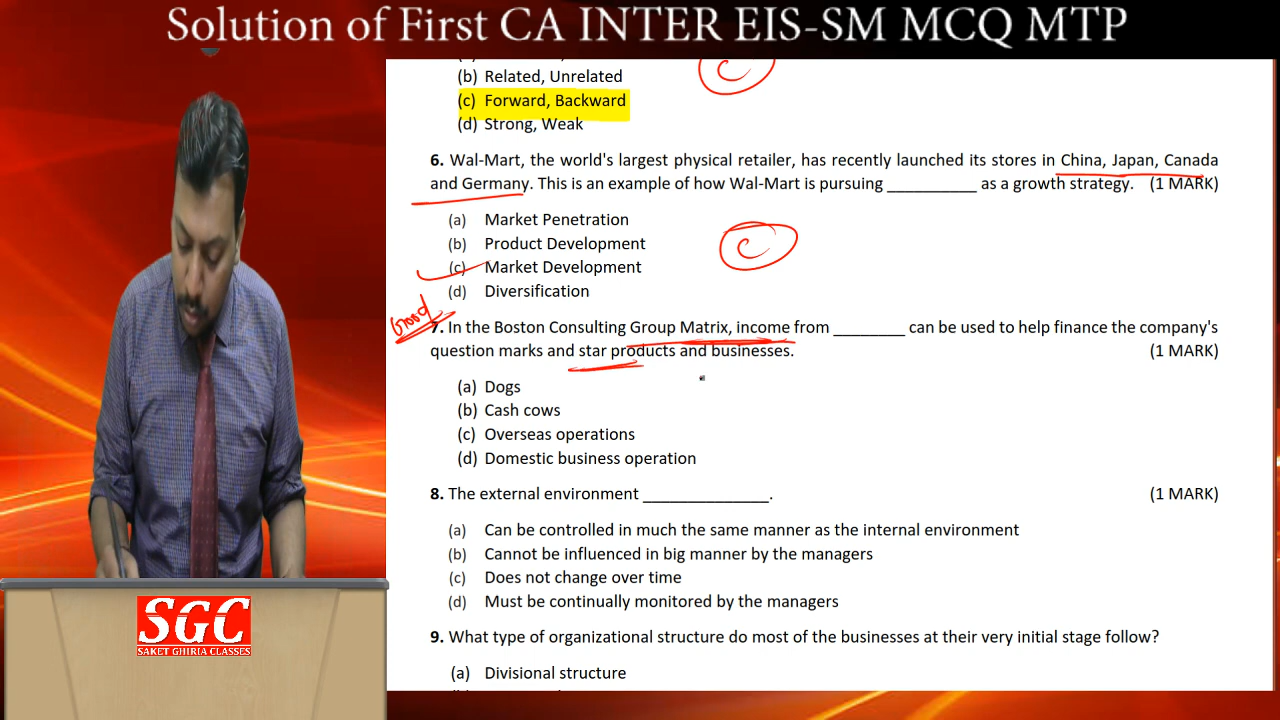 Solution of First CA INTER EIS-SM MCQ MTP
(b) Related, Unrelated
(c) Forward, Backward
(d) Strong, Weak
C
6. Wal-Mart, the world's largest physical retailer, has recently launched its stores in China, Japan, Canada
and Germany. This is an example of how Wal-Mart is pursuing __________ as a growth strategy. (1 MARK)
(a) Market Penetration
(b) Product Development
(c) Market Development
(d) Diversification
C
Good
7. In the Boston Consulting Group Matrix, income from ________ can be used to help finance the company's
question marks and star products and businesses. (1 MARK)
(a) Dogs
(b) Cash cows
(c) Overseas operations
(d) Domestic business operation
8. The external environment ______________. (1 MARK)
(a) Can be controlled in much the same manner as the internal environment
(b) Cannot be influenced in big manner by the managers
(c) Does not change over time
(d) Must be continually monitored by the managers
9. What type of organizational structure do most of the businesses at their very initial stage follow?
(a) Divisional structure
SGC
SAKET GHIRIA CLASSES